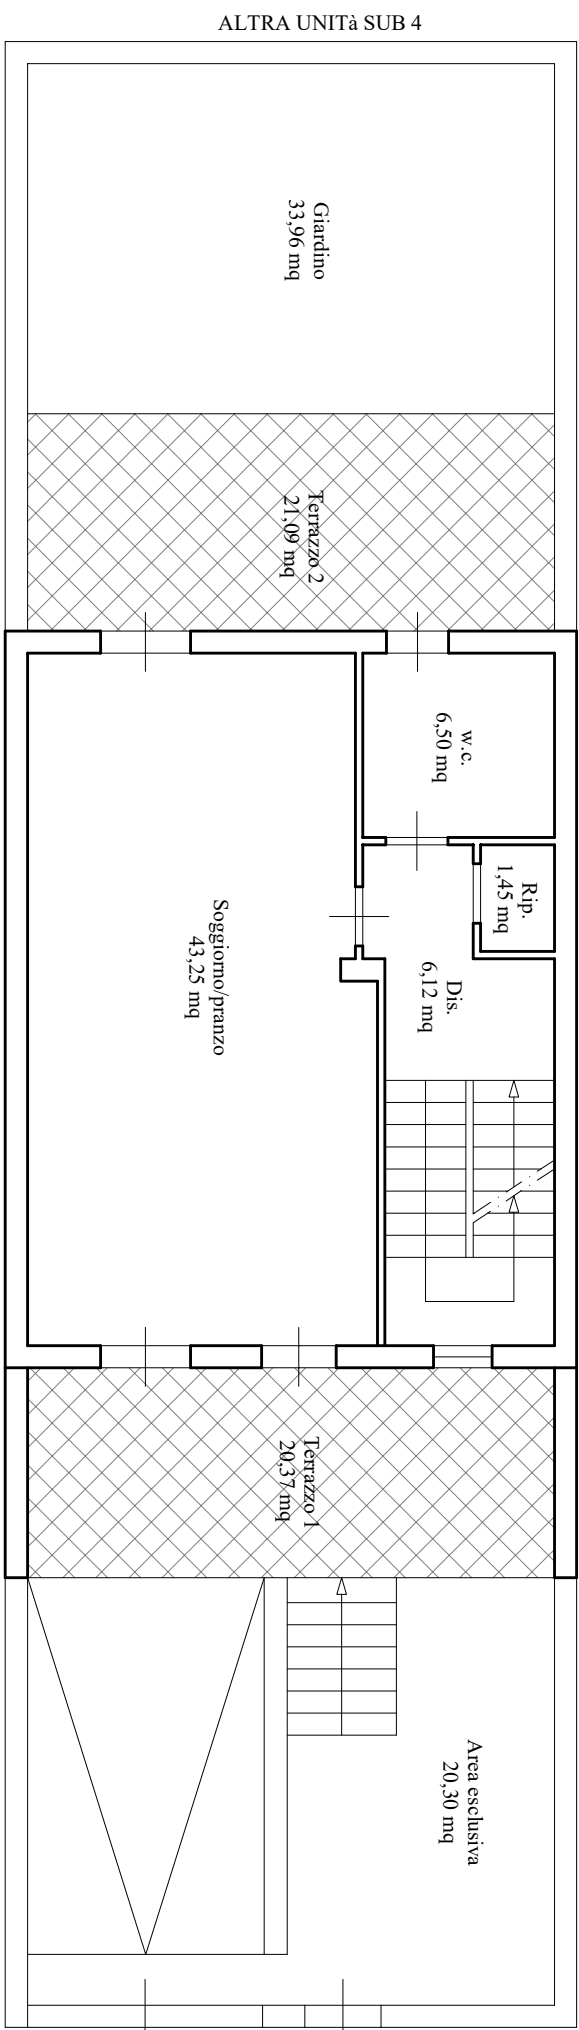 ALTRA UNITà SUB 4
Giardino
33,96 mq
Terrazzo 2
21,09 mq
w.c.
6,50 mq
Rip.
1,45 mq
Dis.
6,12 mq
Soggiorno/pranzo
43,25 mq
Terrazzo 1
20,37 mq
Area esclusiva
20,30 mq